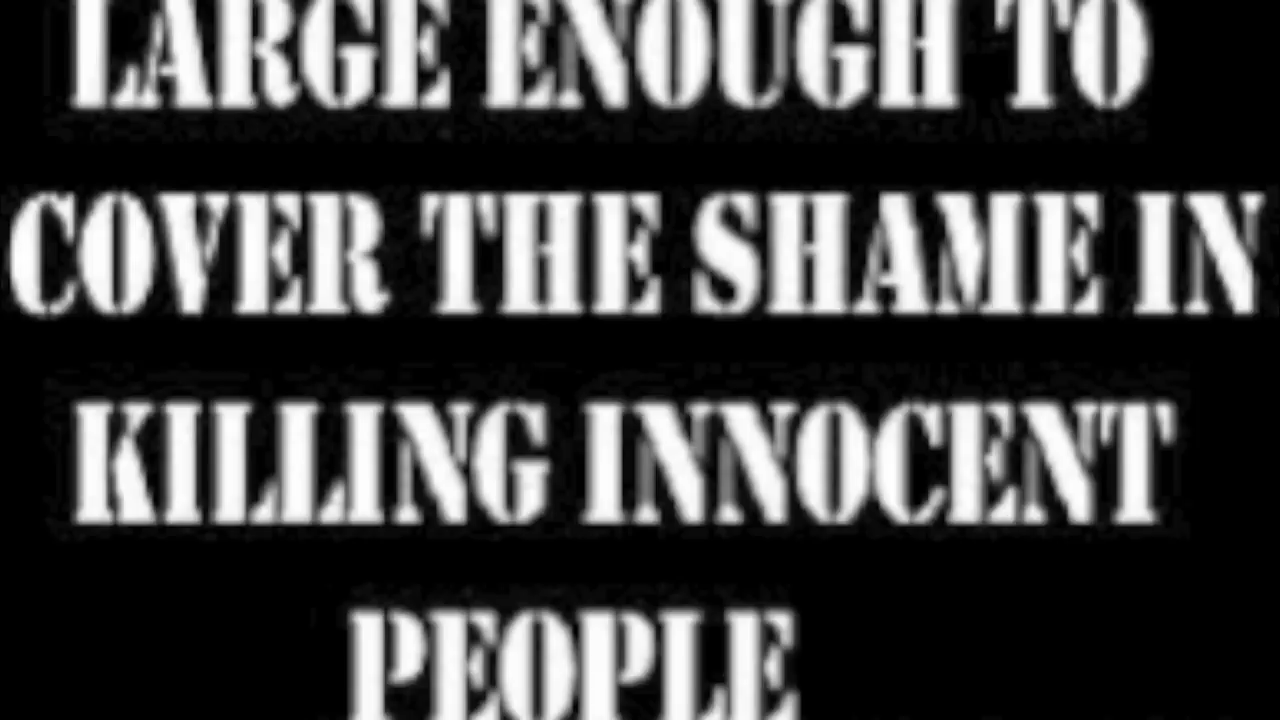 LARGE ENOUGH TO
COVER THE SHAME IN
KILLING INNOCENT
PEOPLE